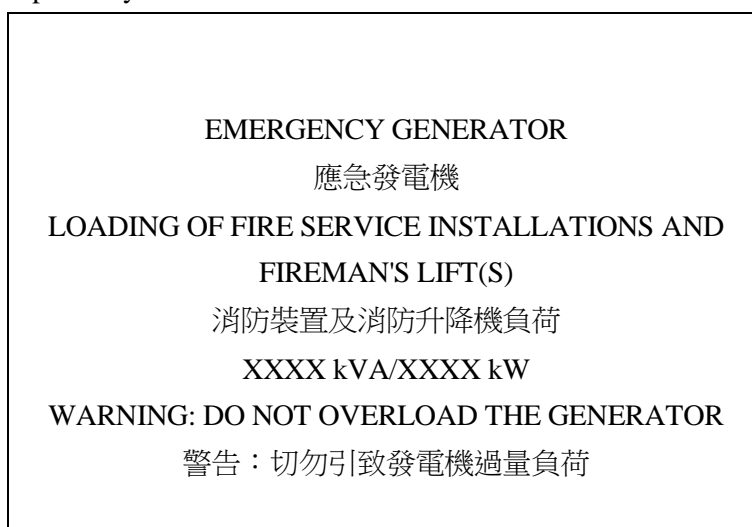 EMERGENCY GENERATOR
應急發電機
LOADING OF FIRE SERVICE INSTALLATIONS AND
FIREMAN'S LIFT(S)
消防裝置及消防升降機負荷
XXXX kVA/XXXX kW
WARNING: DO NOT OVERLOAD THE GENERATOR
警告：切勿引致發電機過量負荷